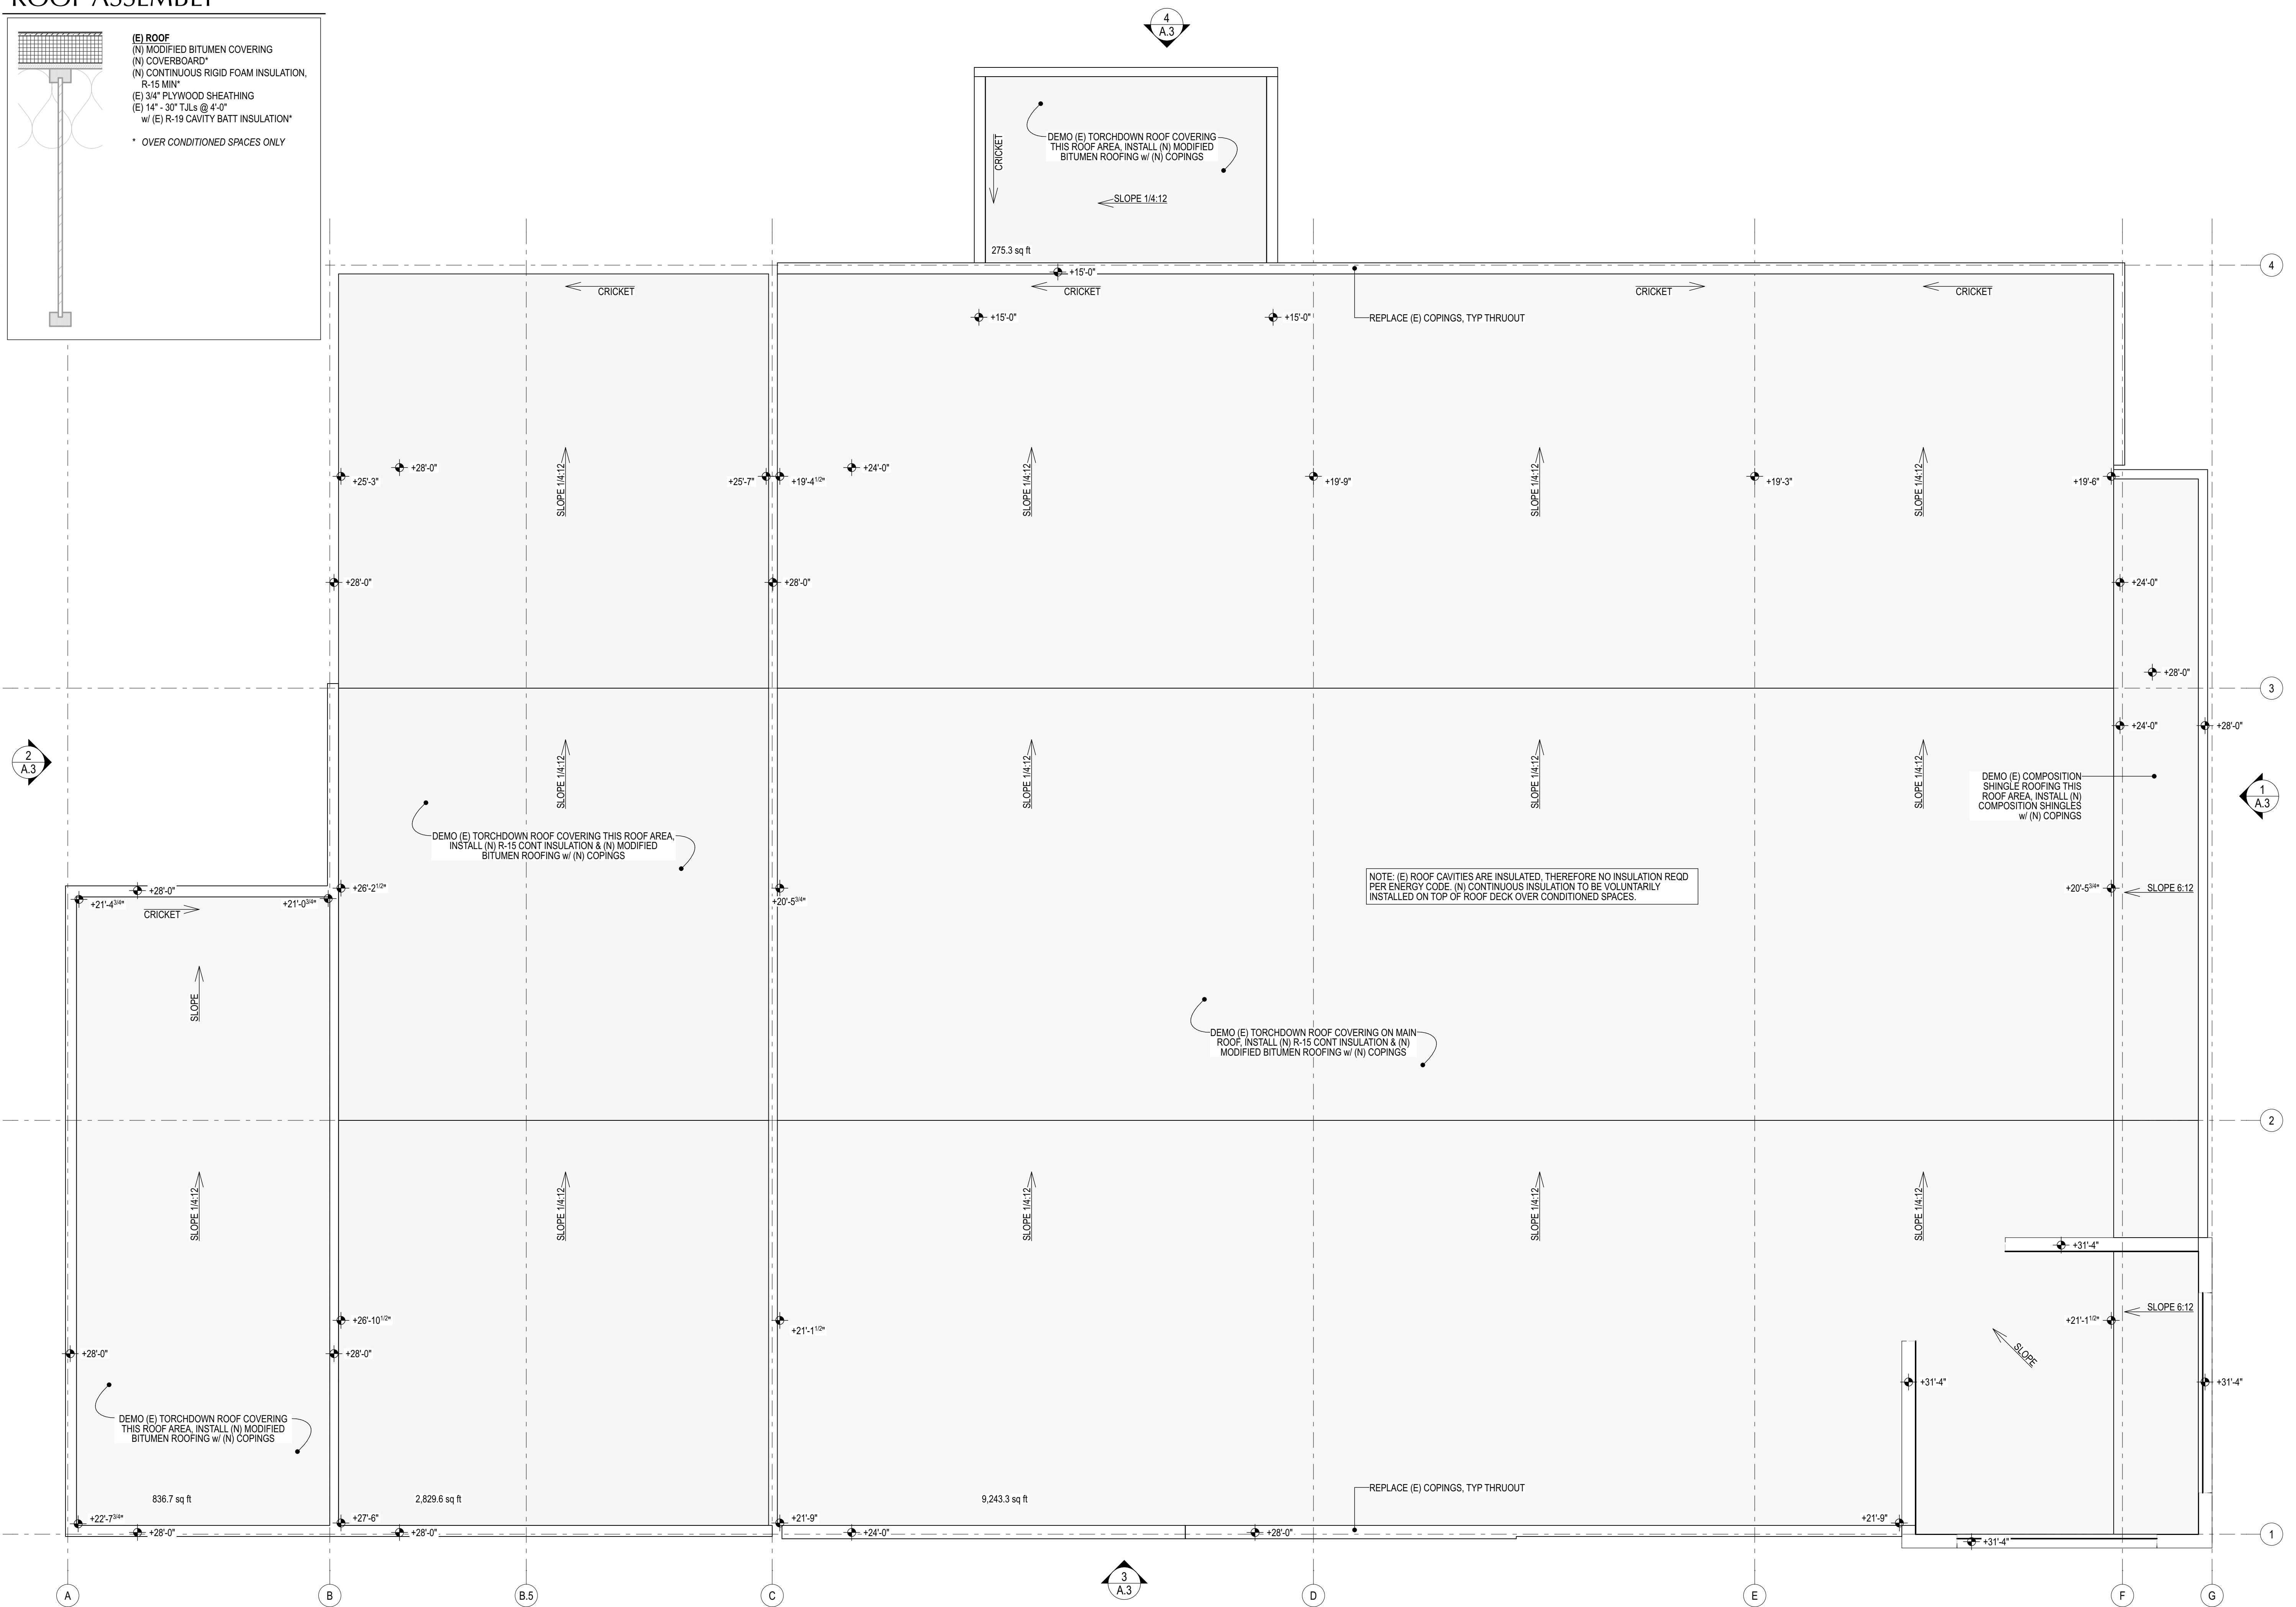 ROOF ASSEMBLY
(E) ROOF
(N) MODIFIED BITUMEN COVERING
(N) COVERBOARD*
(N) CONTINUOUS RIGID FOAM INSULATION,
R-15 MIN*
(E) 3/4" PLYWOOD SHEATHING
(E) 14" - 30" TJLs @ 4'-0"
w/ (E) R-19 CAVITY BATT INSULATION*
* OVER CONDITIONED SPACES ONLY
4
A.3
DEMO (E) TORCHDOWN ROOF COVERING
THIS ROOF AREA, INSTALL (N) MODIFIED
BITUMEN ROOFING w/ (N) COPINGS
CRICKET
SLOPE 1/4:12
275.3 sq ft
4
+15'-0"
CRICKET
CRICKET
CRICKET
CRICKET
+15'-0"
+15'-0"
REPLACE (E) COPINGS, TYP THRUOUT
+28'-0"
+24'-0"
+25'-3"
+25'-7"
+19'-4 1/2"
+19'-9"
+19'-3"
+19'-6"
SLOPE 1/4:12
SLOPE 1/4:12
SLOPE 1/4:12
SLOPE 1/4:12
+28'-0"
+28'-0"
+24'-0"
+28'-0"
3
+24'-0"
+28'-0"
2
A.3
SLOPE 1/4:12
SLOPE 1/4:12
SLOPE 1/4:12
SLOPE 1/4:12
DEMO (E) COMPOSITION
SHINGLE ROOFING THIS
ROOF AREA, INSTALL (N)
COMPOSITION SHINGLES
w/ (N) COPINGS
1
A.3
DEMO (E) TORCHDOWN ROOF COVERING THIS ROOF AREA,
INSTALL (N) R-15 CONT INSULATION & (N) MODIFIED
BITUMEN ROOFING w/ (N) COPINGS
NOTE: (E) ROOF CAVITIES ARE INSULATED, THEREFORE NO INSULATION REQD
PER ENERGY CODE. (N) CONTINUOUS INSULATION TO BE VOLUNTARILY
INSTALLED ON TOP OF ROOF DECK OVER CONDITIONED SPACES.
+28'-0"
+26'-2 1/2"
+20'-5 3/4"
SLOPE 6:12
+21'-4 3/4"
+21'-0 3/4"
+20'-5 3/4"
CRICKET
SLOPE
DEMO (E) TORCHDOWN ROOF COVERING ON MAIN
ROOF, INSTALL (N) R-15 CONT INSULATION & (N)
MODIFIED BITUMEN ROOFING w/ (N) COPINGS
2
SLOPE 1/4:12
SLOPE 1/4:12
SLOPE 1/4:12
SLOPE 1/4:12
SLOPE 1/4:12
+31'-4"
SLOPE 6:12
+26'-10 1/2"
+21'-1 1/2"
+21'-1 1/2"
+28'-0"
+28'-0"
SLOPE
+31'-4"
+31'-4"
DEMO (E) TORCHDOWN ROOF COVERING
THIS ROOF AREA, INSTALL (N) MODIFIED
BITUMEN ROOFING w/ (N) COPINGS
REPLACE (E) COPINGS, TYP THRUOUT
836.7 sq ft
2,829.6 sq ft
9,243.3 sq ft
+22'-7 3/4"
+27'-6"
+21'-9"
+21'-9"
+28'-0"
+28'-0"
+24'-0"
+28'-0"
+31'-4"
1
3
A.3
A
B
B.5
C
D
E
F
G